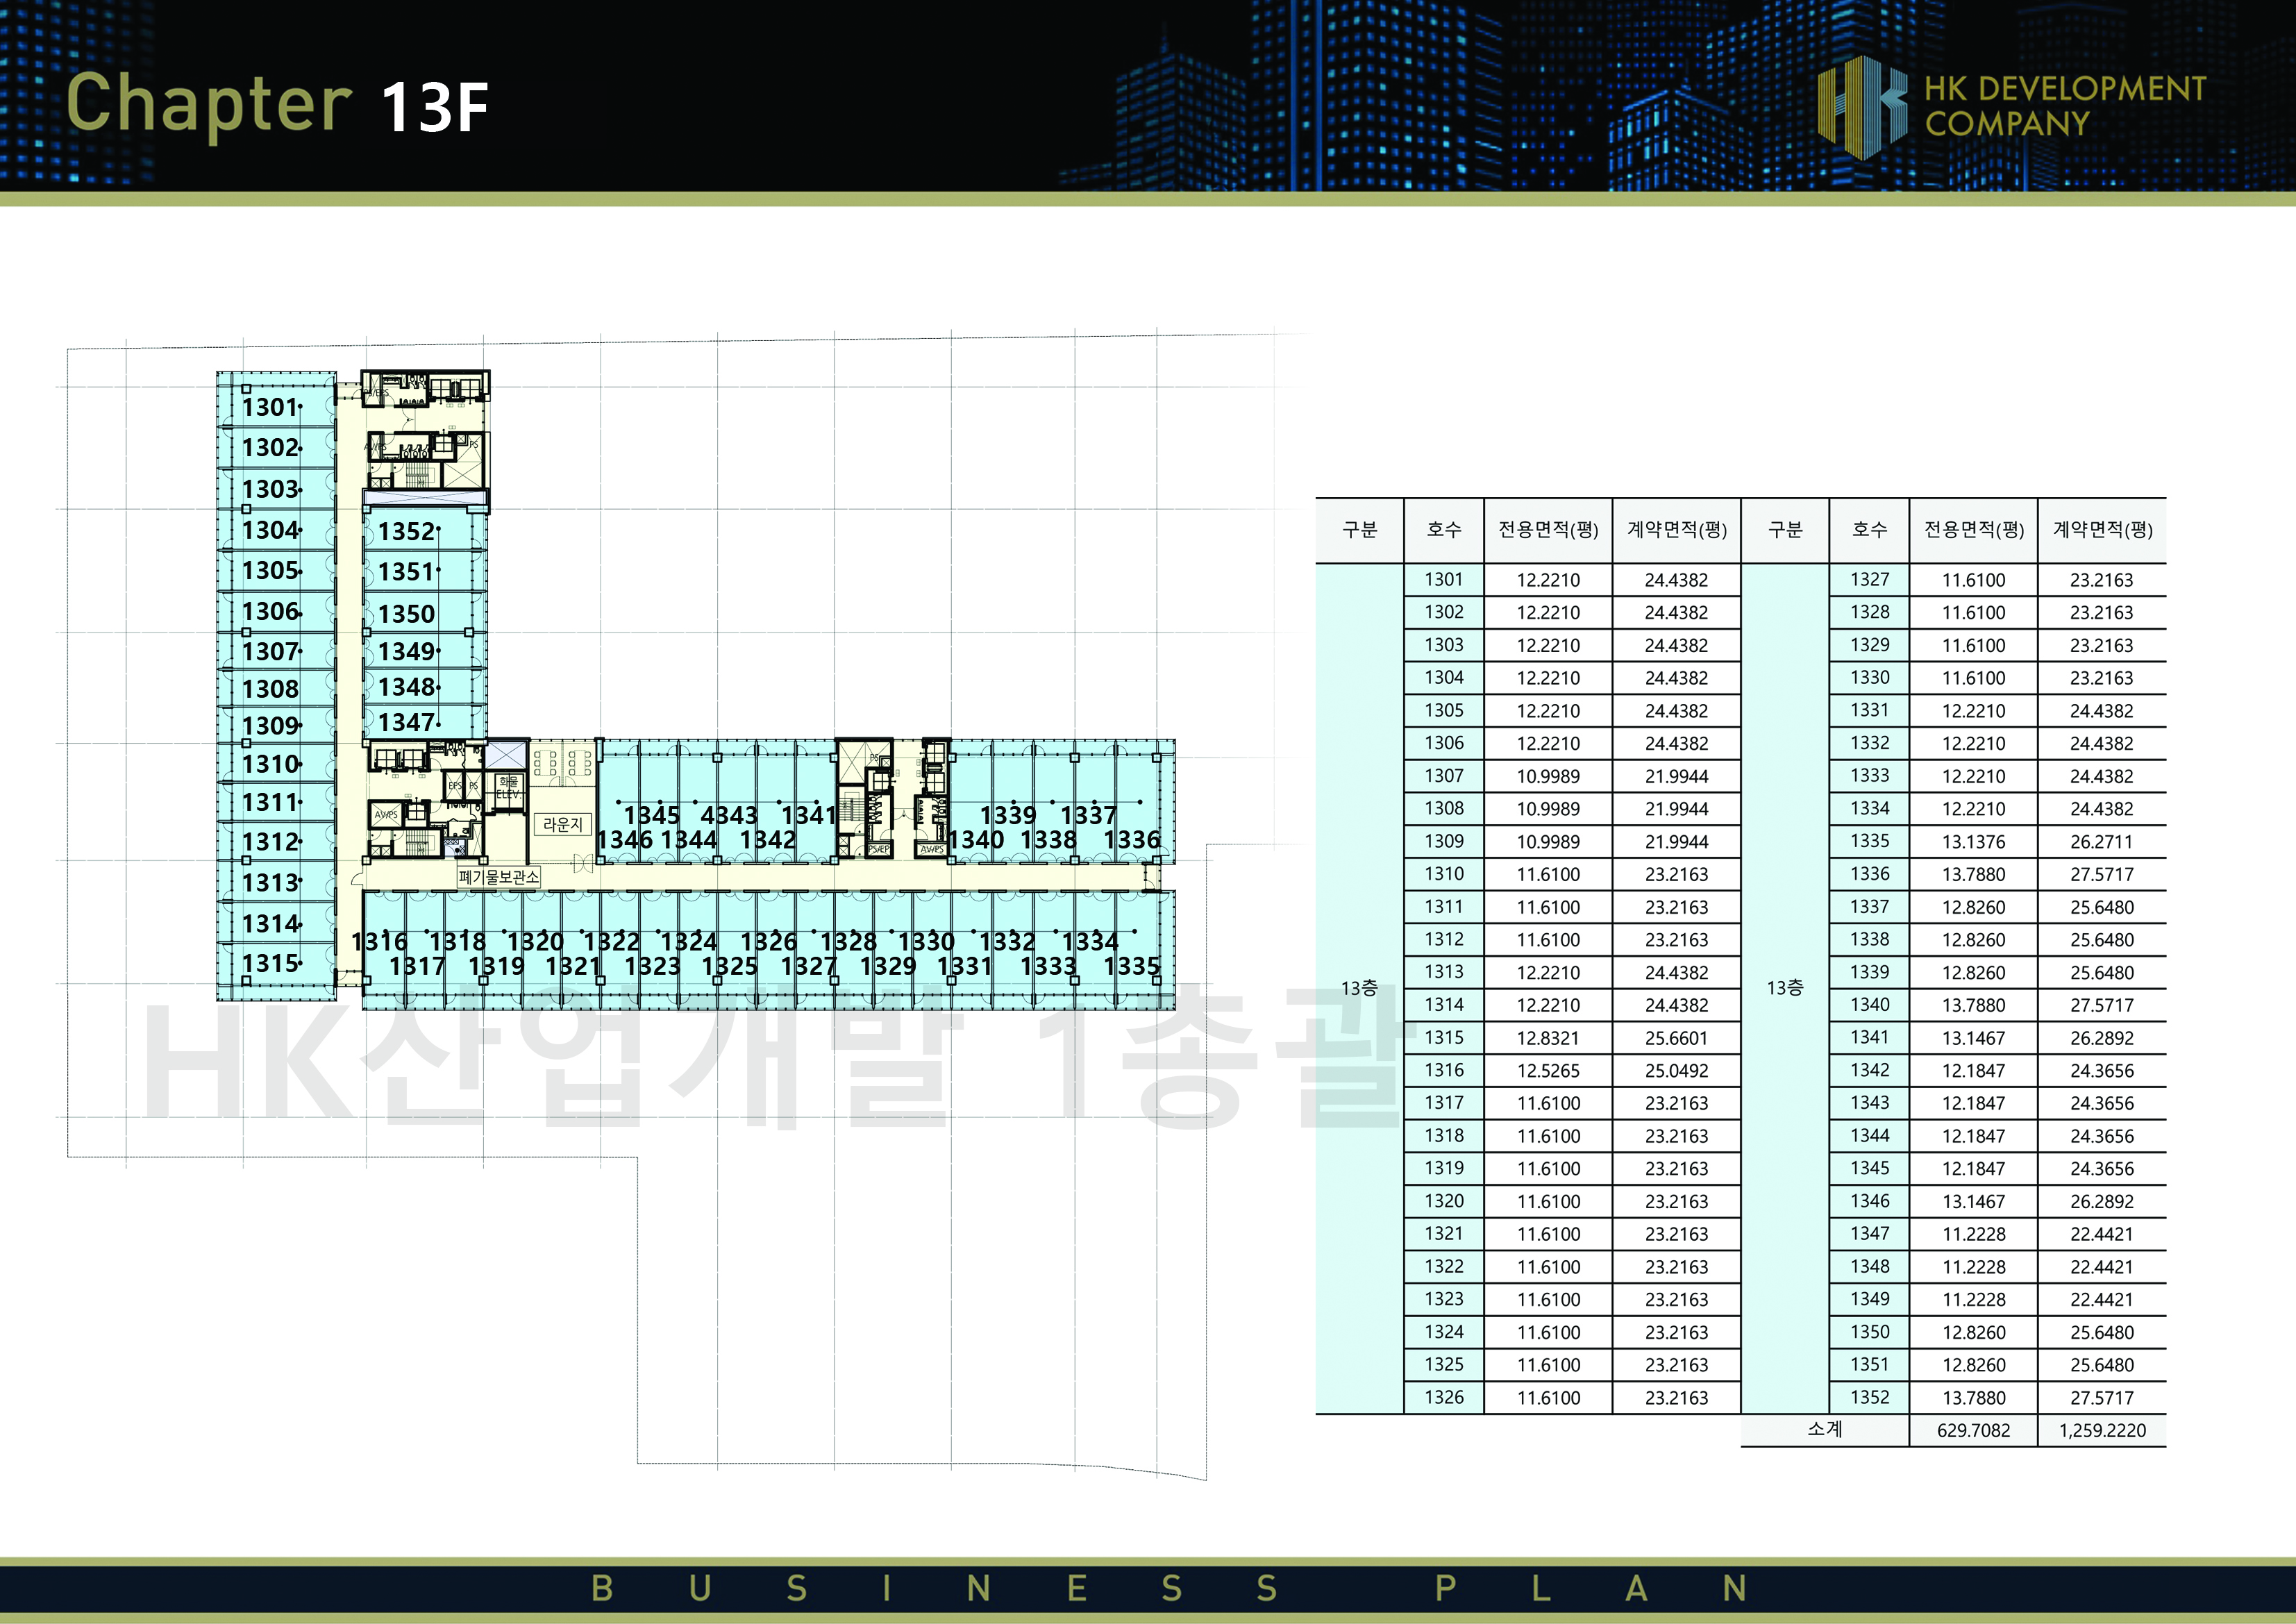 Chapter 13F
HK DEVELOPMENT
COMPANY
1301
1302
1303
1304
1305
1306
1307
1308
1309
1310
1311
1312
1313
1314
1315
1352
1351
1350
1349
1348
1347
PS
EPS PS
AV/PS
화물
ELEV.
라운지
폐기물보관소
1345 4343 1341
1346 1344 1342
PS
AV/PS
1339 1337
1340 1338 1336
1316 1318 1320 1322 1324 1326 1328 1330 1332 1334
1317 1319 1321 1323 1325 1327 1329 1331 1333 1335
HK산업개발 1총괄
구분 호수 전용면적(평) 계약면적(평) 구분 호수 전용면적(평) 계약면적(평)
1301 12.2210 24.4382 1327 11.6100 23.2163
1302 12.2210 24.4382 1328 11.6100 23.2163
1303 12.2210 24.4382 1329 11.6100 23.2163
1304 12.2210 24.4382 1330 11.6100 23.2163
1305 12.2210 24.4382 1331 12.2210 24.4382
1306 12.2210 24.4382 1332 12.2210 24.4382
1307 10.9989 21.9944 1333 12.2210 24.4382
1308 10.9989 21.9944 1334 12.2210 24.4382
1309 10.9989 21.9944 1335 13.1376 26.2711
1310 11.6100 23.2163 1336 13.7880 27.5717
1311 11.6100 23.2163 1337 12.8260 25.6480
1312 11.6100 23.2163 1338 12.8260 25.6480
1313 12.2210 24.4382 1339 12.8260 25.6480
13층 1314 12.2210 24.4382 13층 1340 13.7880 27.5717
1315 12.8321 25.6601 1341 13.1467 26.2892
1316 12.5265 25.0492 1342 12.1847 24.3656
1317 11.6100 23.2163 1343 12.1847 24.3656
1318 11.6100 23.2163 1344 12.1847 24.3656
1319 11.6100 23.2163 1345 12.1847 24.3656
1320 11.6100 23.2163 1346 13.1467 26.2892
1321 11.6100 23.2163 1347 11.2228 22.4421
1322 11.6100 23.2163 1348 11.2228 22.4421
1323 11.6100 23.2163 1349 11.2228 22.4421
1324 11.6100 23.2163 1350 12.8260 25.6480
1325 11.6100 23.2163 1351 12.8260 25.6480
1326 11.6100 23.2163 1352 13.7880 27.5717
소계 629.7082 1,259.2220
BUSINESS PLAN